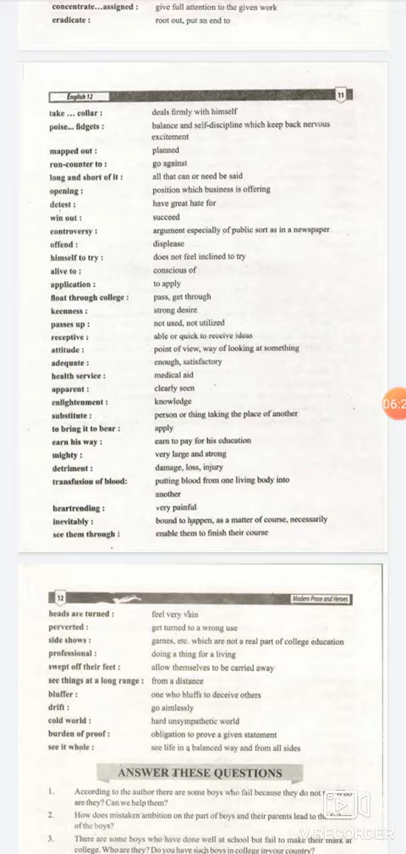 concentrate...assigned : give full attention to the given work
eradicate : root out, put an end to
English 12 11
take ... collar : deals firmly with himself
poise... fidgets : balance and self-discipline which keep back nervous
excitement
mapped out : planned
run-counter to : go against
long and short of it : all that can or need be said
opening : position which business is offering
detest : have great hate for
win out : succeed
controversy : argument especially of public sort as in a newspaper
offend : displease
himself to try : does not feel inclined to try
alive to : conscious of
application : to apply
float through college : pass, get through
keenness : strong desire
passes up : not used, not utilized
receptive : able or quick to receive ideas
attitude : point of view, way of looking at something
adequate : enough, satisfactory
health service : medical aid
apparent : clearly seen
enlightenment : knowledge
substitute : person or thing taking the place of another
to bring it to bear : apply
earn his way : earn to pay for his education
mighty : very large and strong
detriment : damage, loss, injury
transfusion of blood: putting blood from one living body into
another
heartrending : very painful
inevitably : bound to happen, as a matter of course, necessarily
see them through : enable them to finish their course
06:2
12 Modern Prose and Heroes
heads are turned : feel very vain
perverted : get turned to a wrong use
side shows : games, etc. which are not a real part of college education
professional : doing a thing for a living
swept off their feet : allow themselves to be carried away
see things at a long range : from a distance
bluffer : one who bluffs to deceive others
drift : go aimlessly
cold world : hard unsympathetic world
burden of proof : obligation to prove a given statement
see it whole : see life in a balanced way and from all sides
ANSWER THESE QUESTIONS
1. According to the author there are some boys who fail because they do not
are they? Can we help them?
2. How does mistaken ambition on the part of boys and their parents lead to the
of the boys?
3. There are some boys who have done well at school but fail to make their mark at
college. Who are they? Do you have such boys in college in your country?
V RECORDER